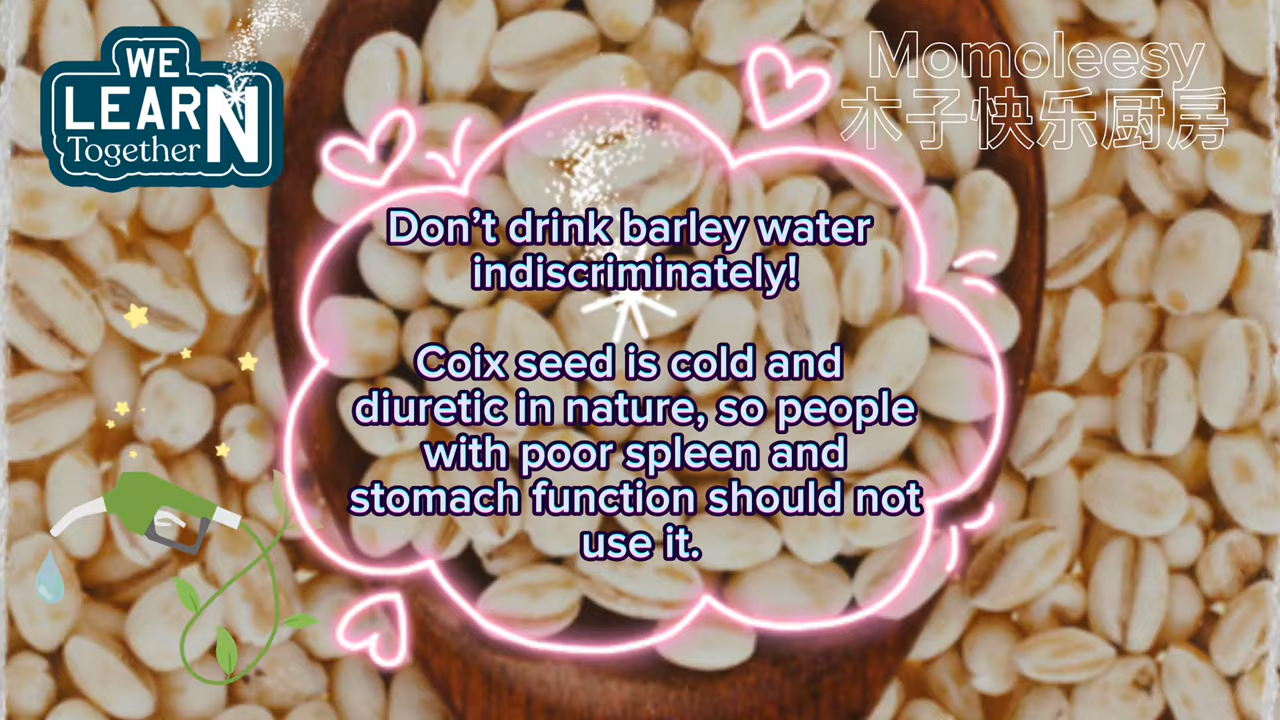 WE
LEARN
Together
Momoleesy
木子快乐厨房
Don’t drink barley water
indiscriminately!
Coix seed is cold and
diuretic in nature, so people
with poor spleen and
stomach function should not
use it.